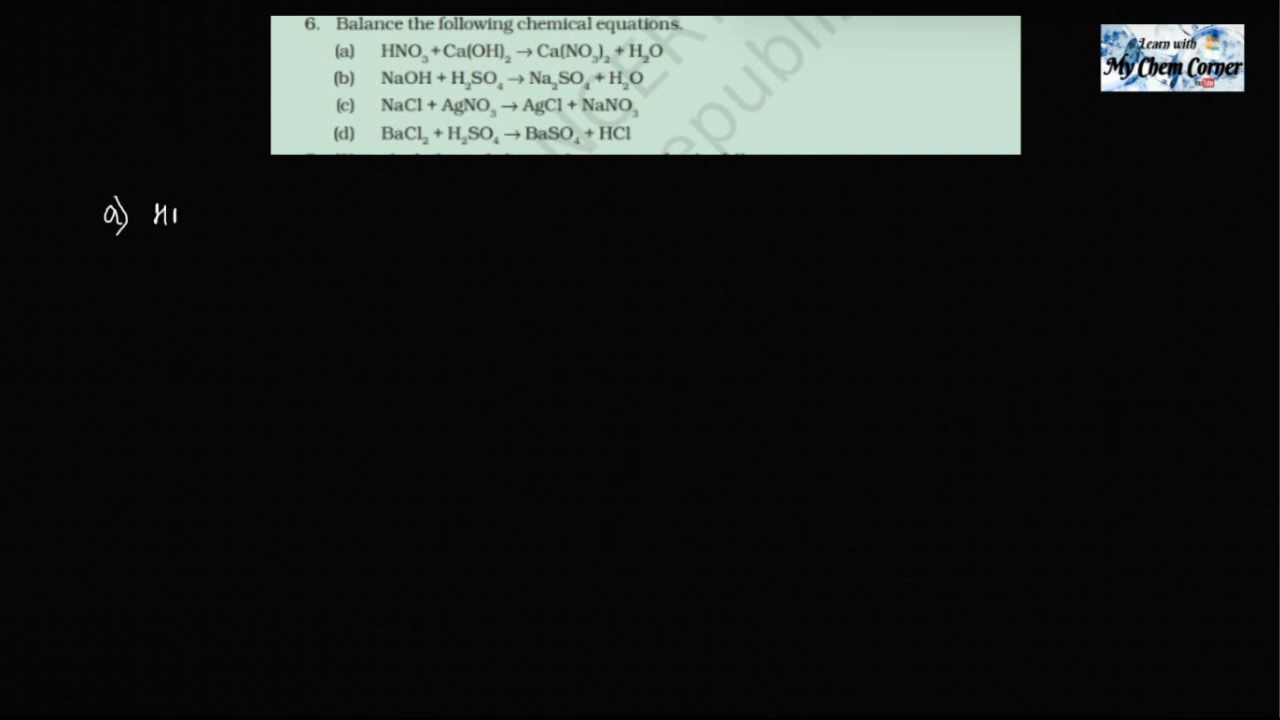 6. Balance the following chemical equations.
(a) HNO₃ + Ca(OH)₂ → Ca(NO₃)₂ + H₂O
(b) NaOH + H₂SO₄ → Na₂SO₄ + H₂O
(c) NaCl + AgNO₃ → AgCl + NaNO₃
(d) BaCl₂ + H₂SO₄ → BaSO₄ + HCl
Learn with
My Chem Corner
a) H